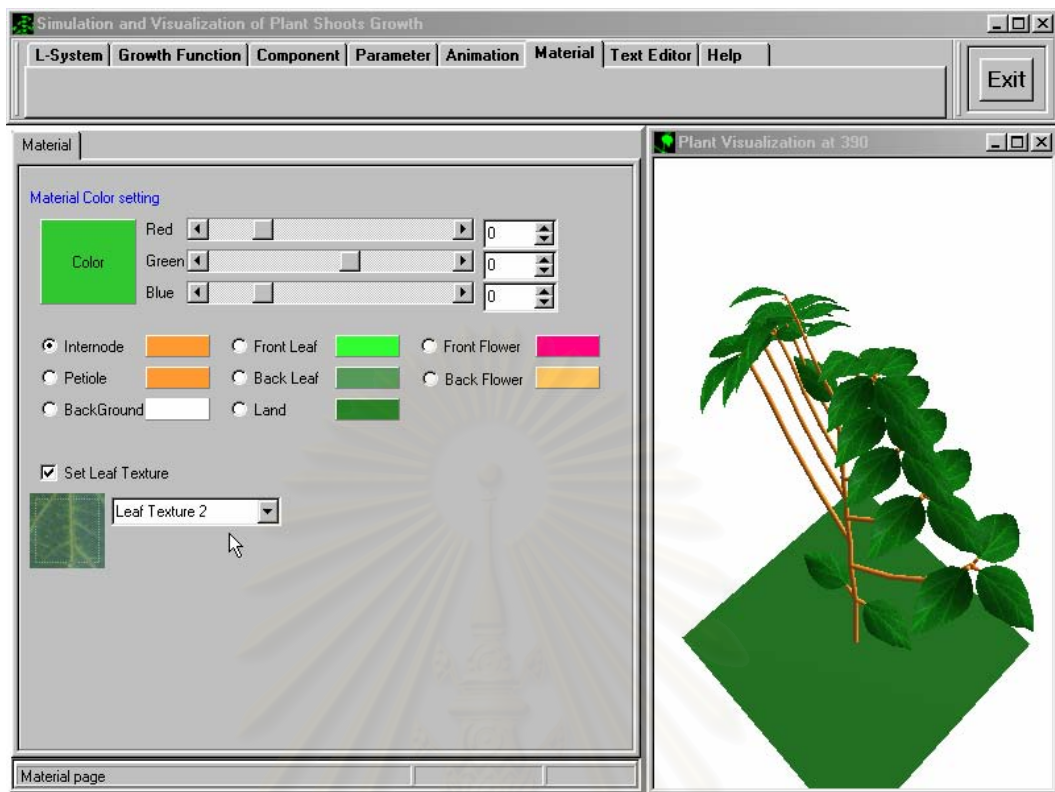 Simulation and Visualization of Plant Shoots Growth
L-System Growth Function Component Parameter Animation Material Text Editor Help
Exit
Material
Material Color setting
Color
Red 0
Green 0
Blue 0
Internode Front Leaf Front Flower
Petiole Back Leaf Back Flower
BackGround Land
Set Leaf Texture
Leaf Texture 2
Material page
Plant Visualization at 390